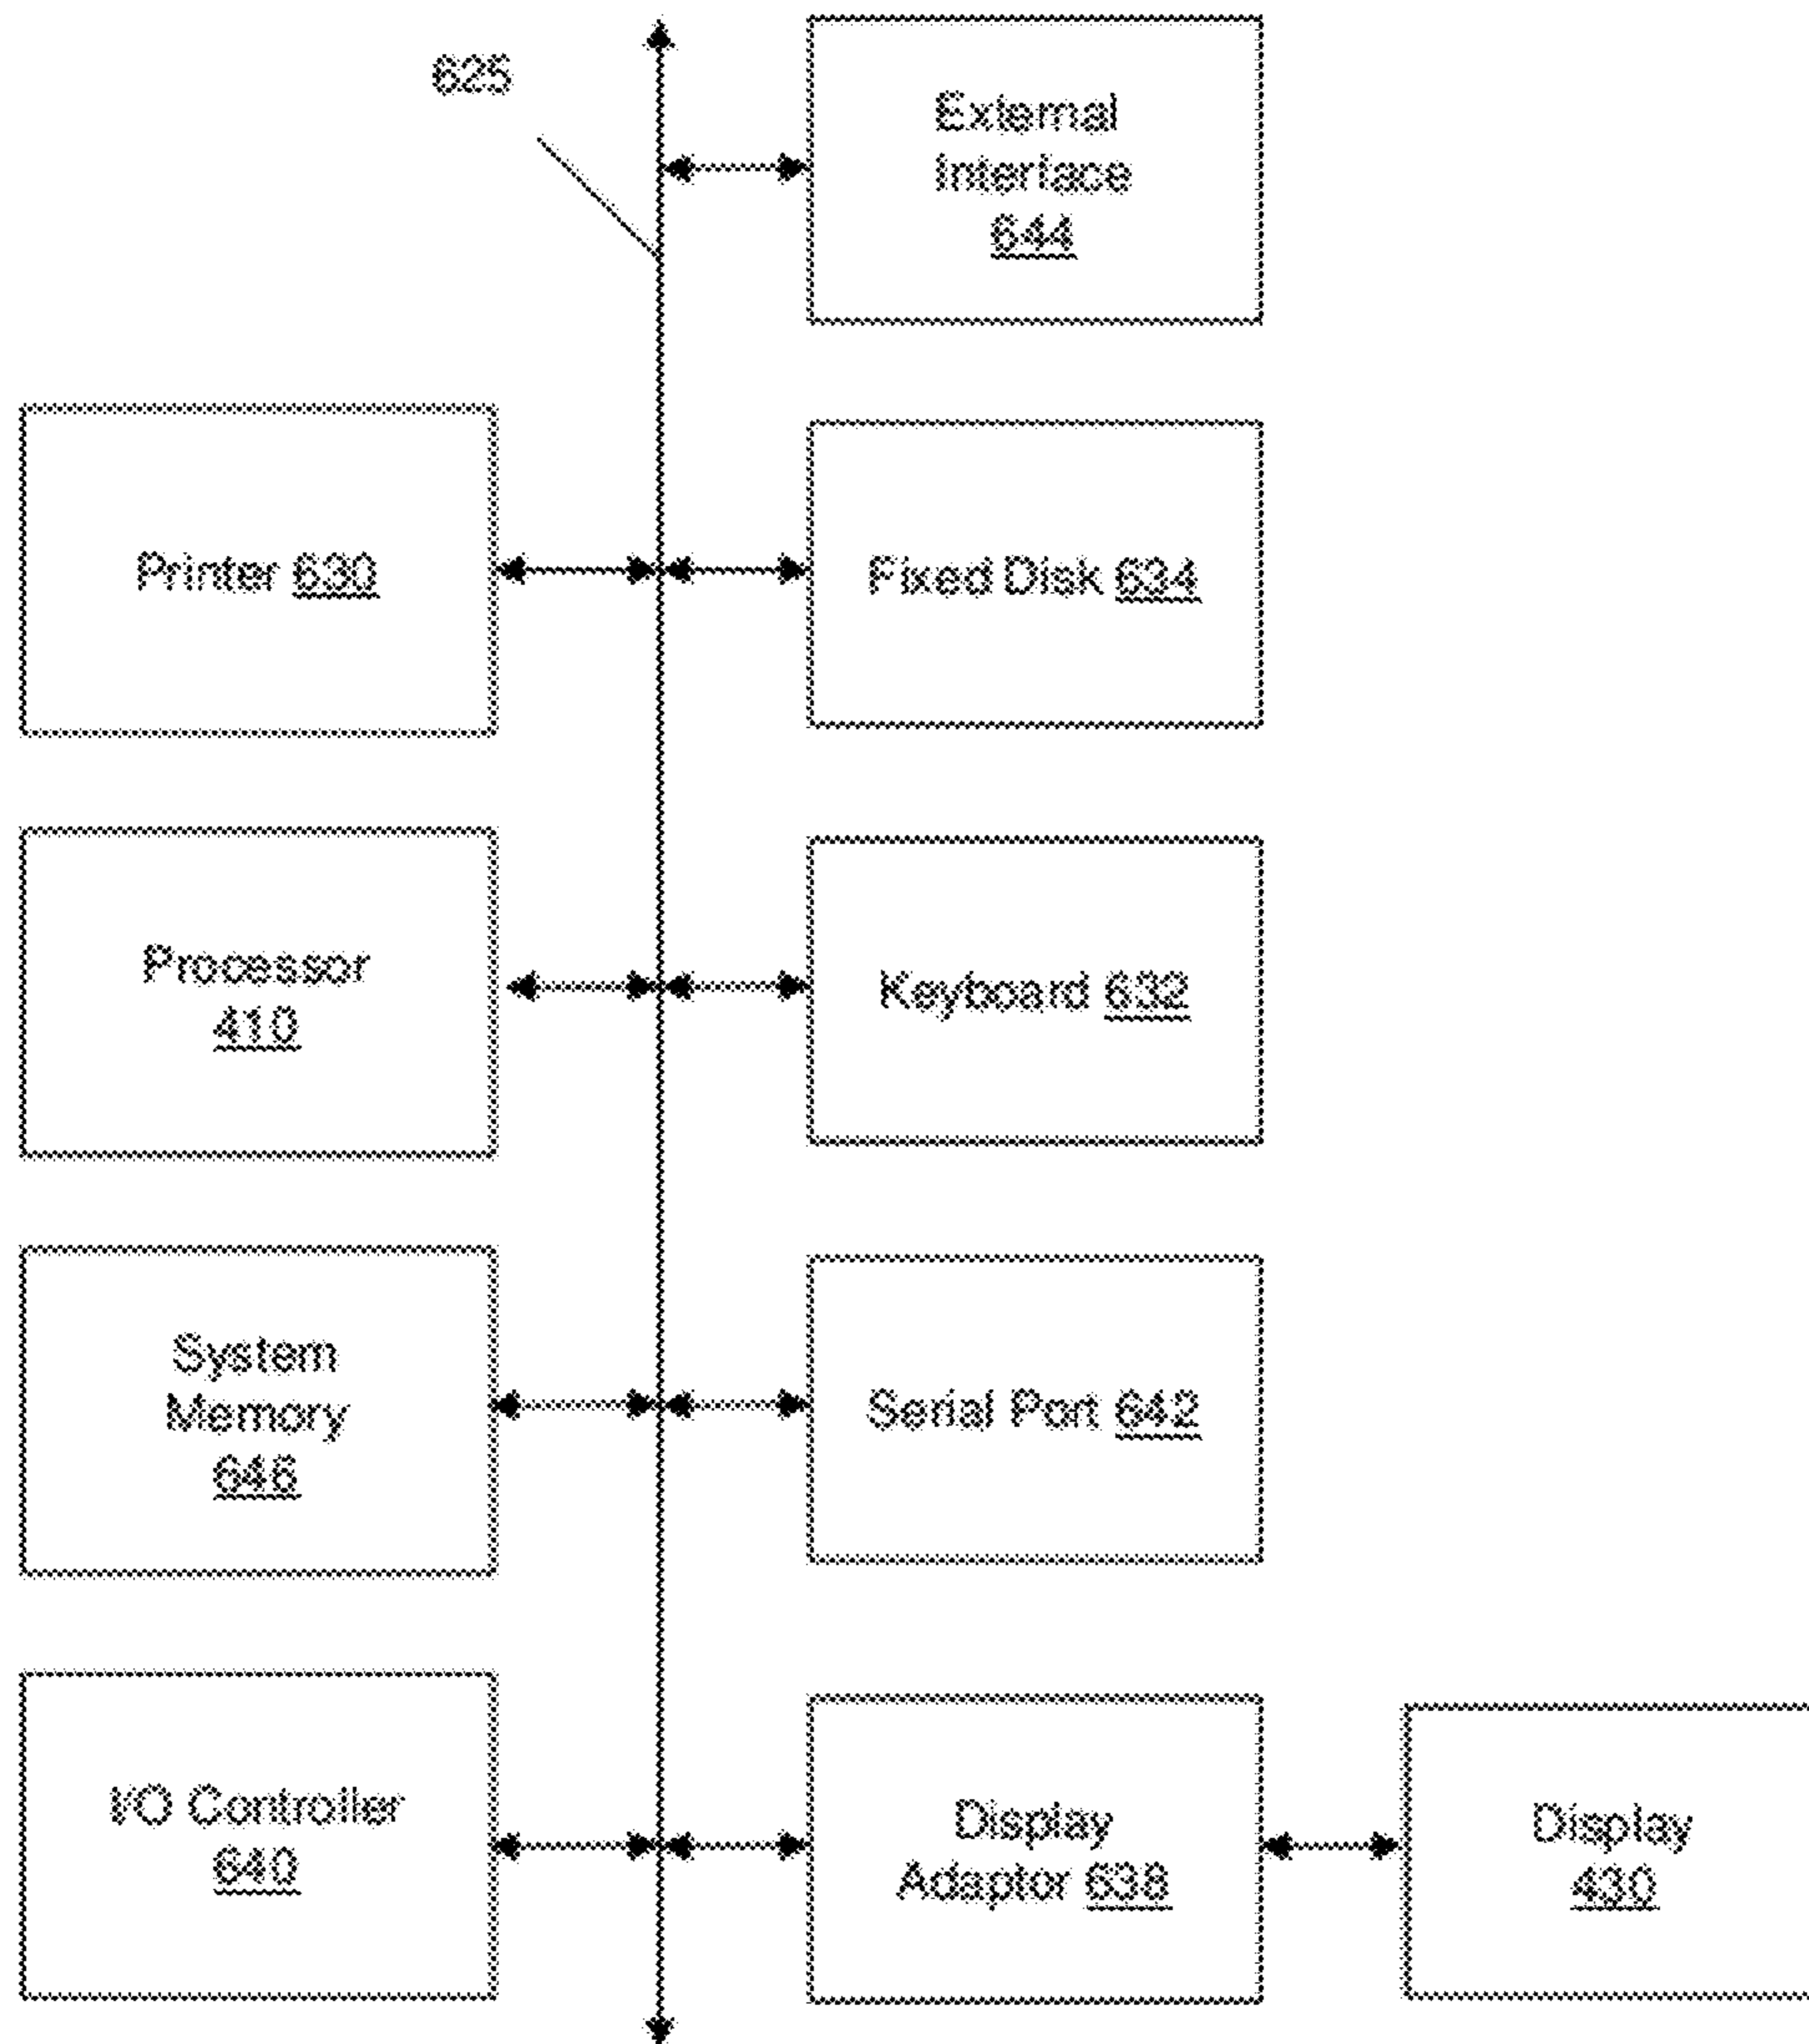 625
External
Interface
644
Printer 630
Fixed Disk 634
Processor
410
Keyboard 632
System
Memory
646
Serial Port 642
I/O Controller
640
Display
Adaptor 638
Display
430